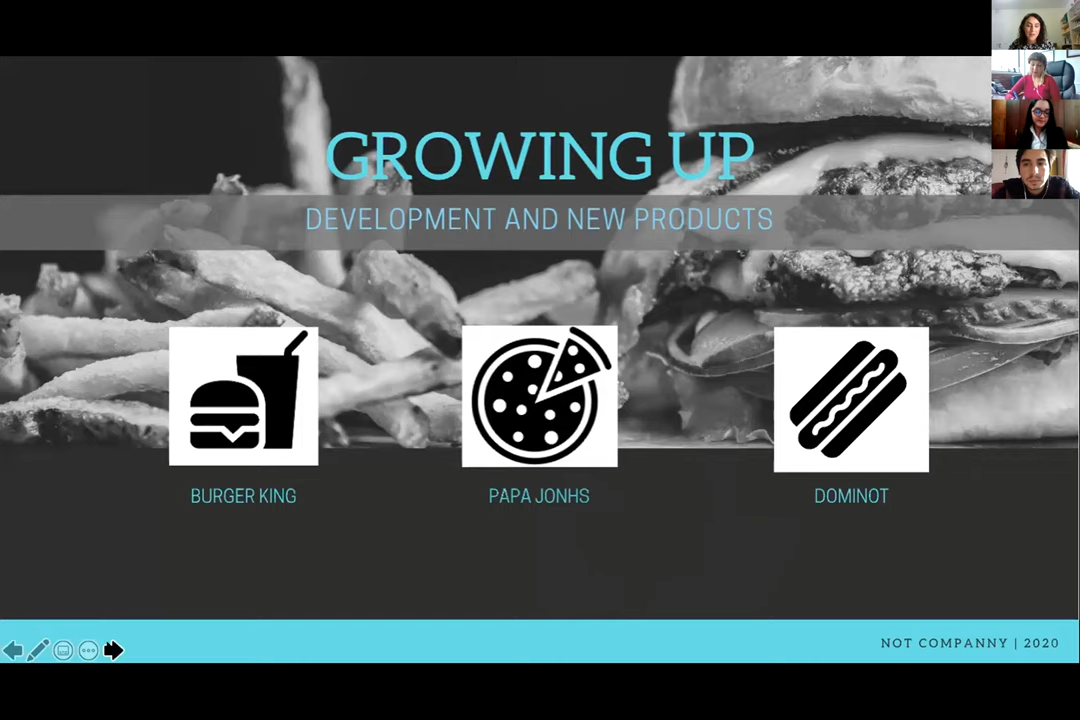 GROWING UP
DEVELOPMENT AND NEW PRODUCTS
BURGER KING
PAPA JONHS
DOMINOT
NOT COMPANNY | 2020